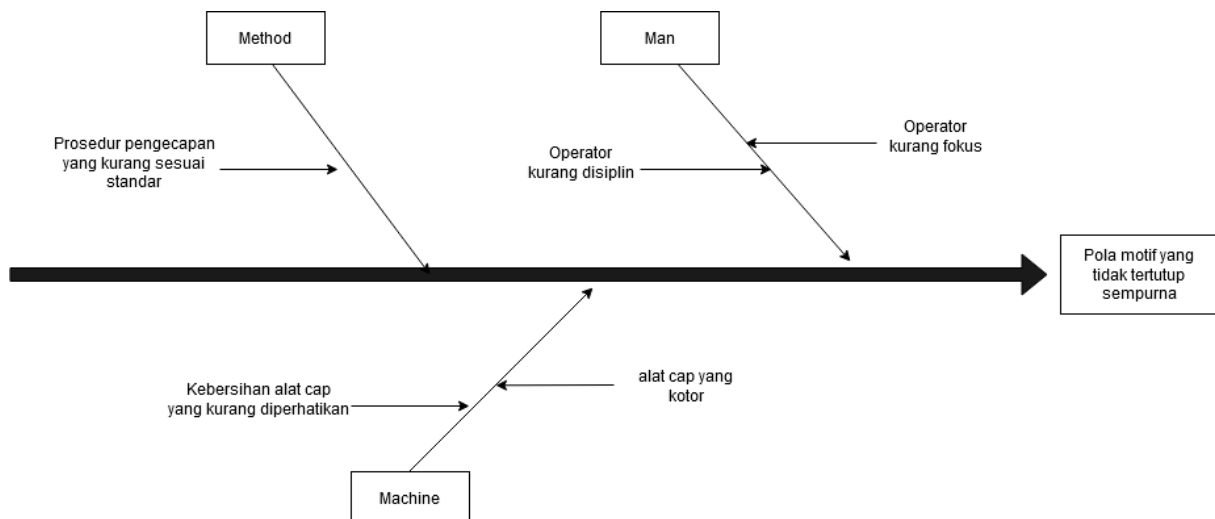 Method
Man
Prosedur pengecapan
yang kurang sesuai
standar
Operator
kurang disiplin
Operator
kurang fokus
Pola motif yang
tidak tertutup
sempurna
Kebersihan alat cap
yang kurang diperhatikan
alat cap yang
kotor
Machine